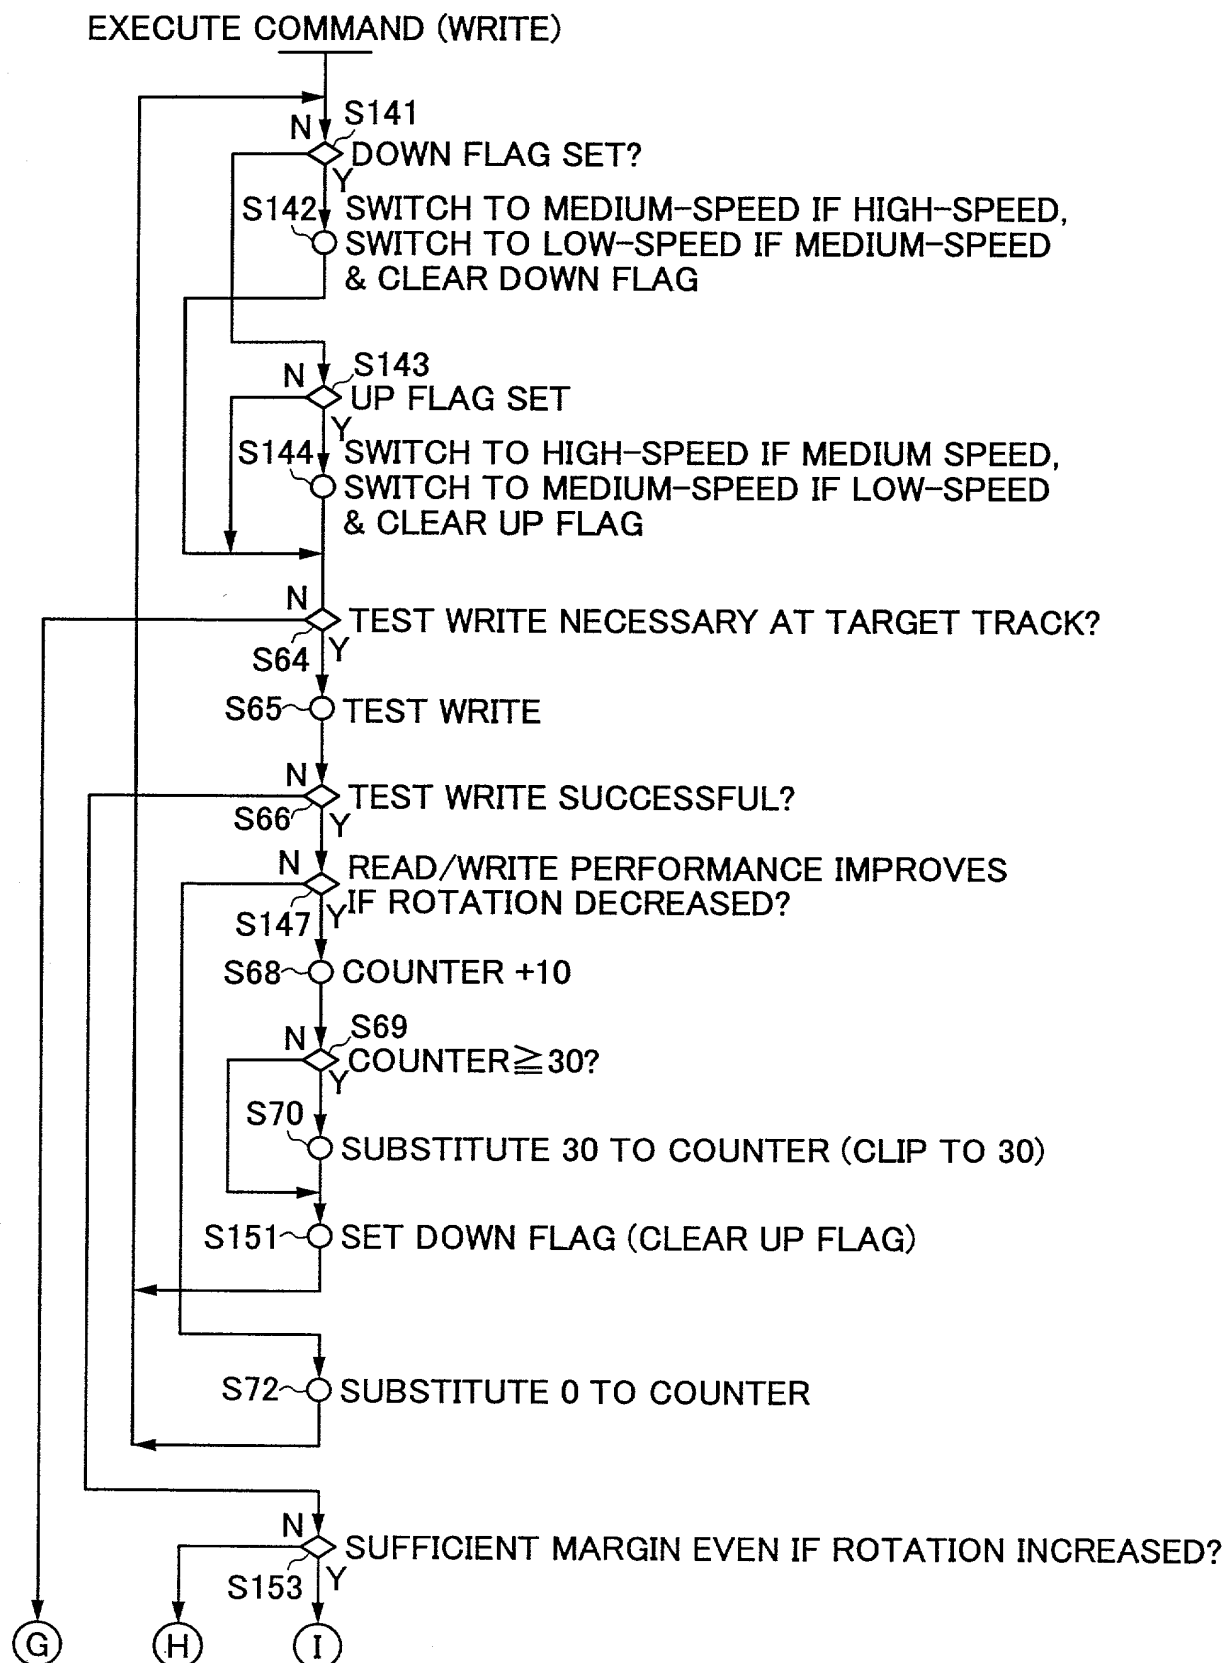 EXECUTE COMMAND (WRITE)
N S141
DOWN FLAG SET?
Y
S142 SWITCH TO MEDIUM-SPEED IF HIGH-SPEED,
SWITCH TO LOW-SPEED IF MEDIUM-SPEED
& CLEAR DOWN FLAG
N S143
UP FLAG SET
Y
S144 SWITCH TO HIGH-SPEED IF MEDIUM SPEED,
SWITCH TO MEDIUM-SPEED IF LOW-SPEED
& CLEAR UP FLAG
N
TEST WRITE NECESSARY AT TARGET TRACK?
S64 Y
S65 TEST WRITE
N
TEST WRITE SUCCESSFUL?
S66 Y
N READ/WRITE PERFORMANCE IMPROVES
IF ROTATION DECREASED?
S147 Y
S68 COUNTER +10
N S69
COUNTER≧30?
Y
S70
SUBSTITUTE 30 TO COUNTER (CLIP TO 30)
S151 SET DOWN FLAG (CLEAR UP FLAG)
S72 SUBSTITUTE 0 TO COUNTER
N
SUFFICIENT MARGIN EVEN IF ROTATION INCREASED?
S153 Y
G H I